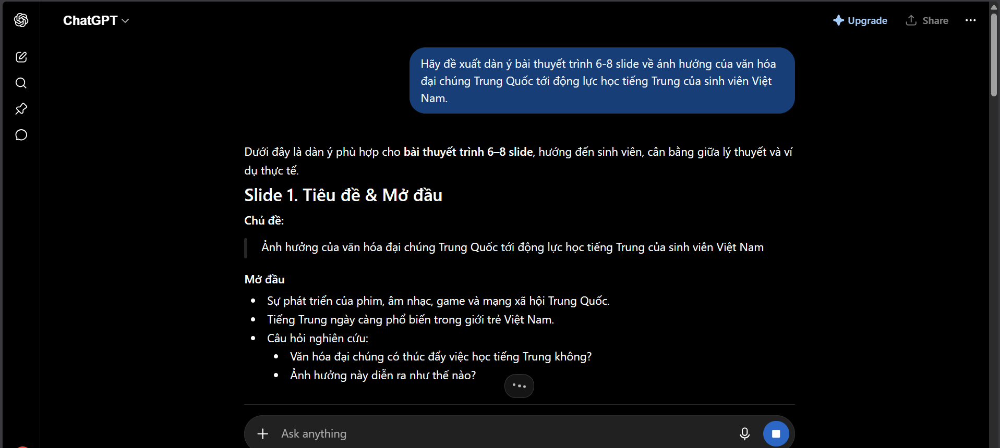 ChatGPT
Upgrade
Share
Hãy đề xuất dàn ý bài thuyết trình 6-8 slide về ảnh hưởng của văn hóa
đại chúng Trung Quốc tới động lực học tiếng Trung của sinh viên Việt
Nam.
Dưới đây là dàn ý phù hợp cho bài thuyết trình 6–8 slide, hướng đến sinh viên, cân bằng giữa lý thuyết và ví
dụ thực tế.
Slide 1. Tiêu đề & Mở đầu
Chủ đề:
Ảnh hưởng của văn hóa đại chúng Trung Quốc tới động lực học tiếng Trung của sinh viên Việt Nam
Mở đầu
Sự phát triển của phim, âm nhạc, game và mạng xã hội Trung Quốc.
Tiếng Trung ngày càng phổ biến trong giới trẻ Việt Nam.
Câu hỏi nghiên cứu:
Văn hóa đại chúng có thúc đẩy việc học tiếng Trung không?
Ảnh hưởng này diễn ra như thế nào?
Ask anything